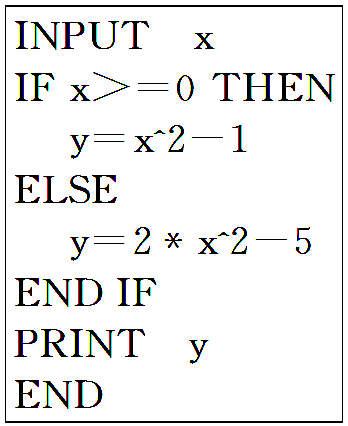 INPUT x
IF x>=0 THEN
y=x^2-1
ELSE
y=2*x^2-5
END IF
PRINT y
END